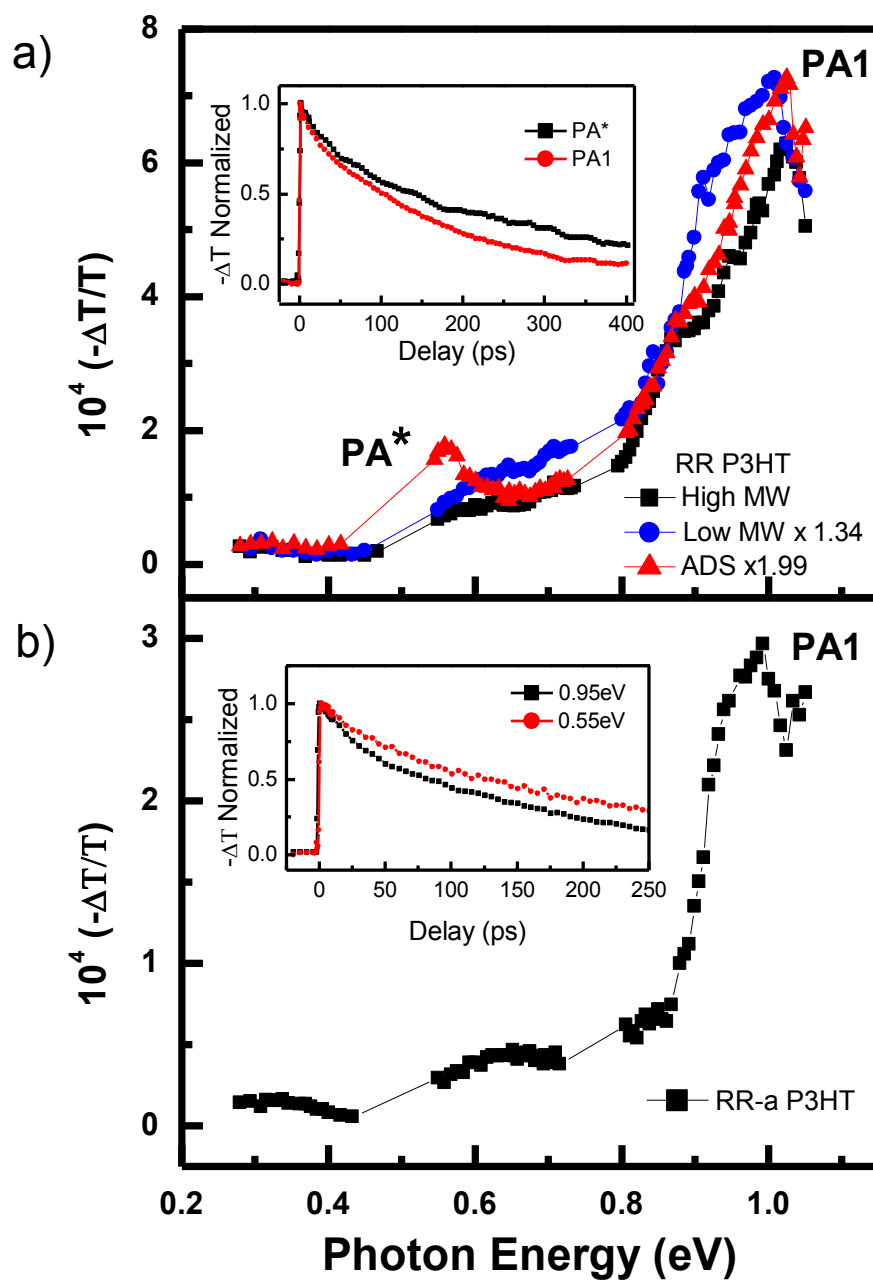 a)
PA1
8
6
4
2
0
10⁴ (-ΔT/T)
-ΔT Normalized
1.0
0.5
0.0
PA*
PA1
0 100 200 300 400
Delay (ps)
PA*
RR P3HT
High MW
Low MW x 1.34
ADS x1.99
b)
PA1
3
2
1
0
10⁴ (-ΔT/T)
-ΔT Normalized
1.0
0.5
0.0
0.95eV
0.55eV
0 50 100 150 200 250
Delay (ps)
RR-a P3HT
0.2 0.4 0.6 0.8 1.0
Photon Energy (eV)